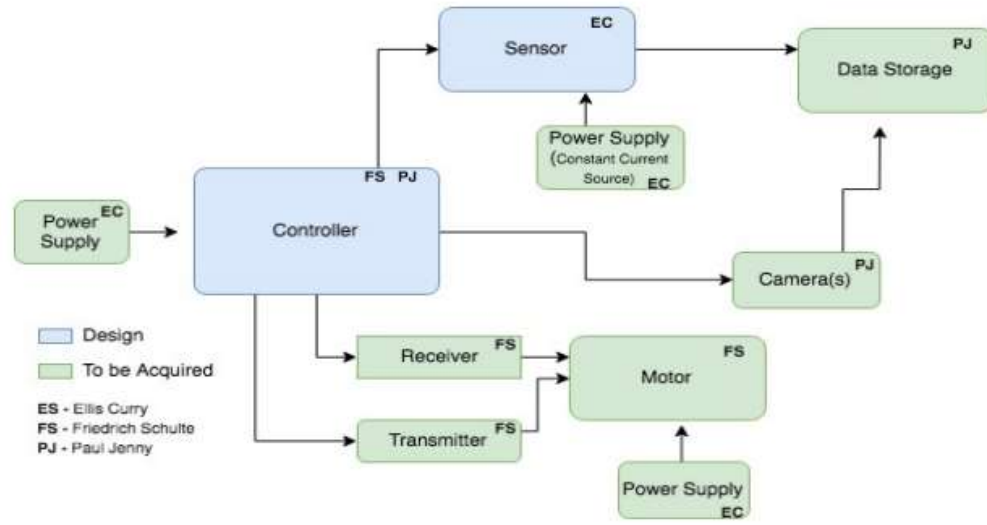 EC
Sensor
PJ
Data Storage
Power Supply
(Constant Current
Source)
EC
FS PJ
Controller
EC
Power
Supply
PJ
Camera(s)
Design
To be Acquired
ES - Ellis Curry
FS - Friedrich Schulte
PJ - Paul Jenny
FS
Receiver
FS
Transmitter
FS
Motor
Power Supply
EC